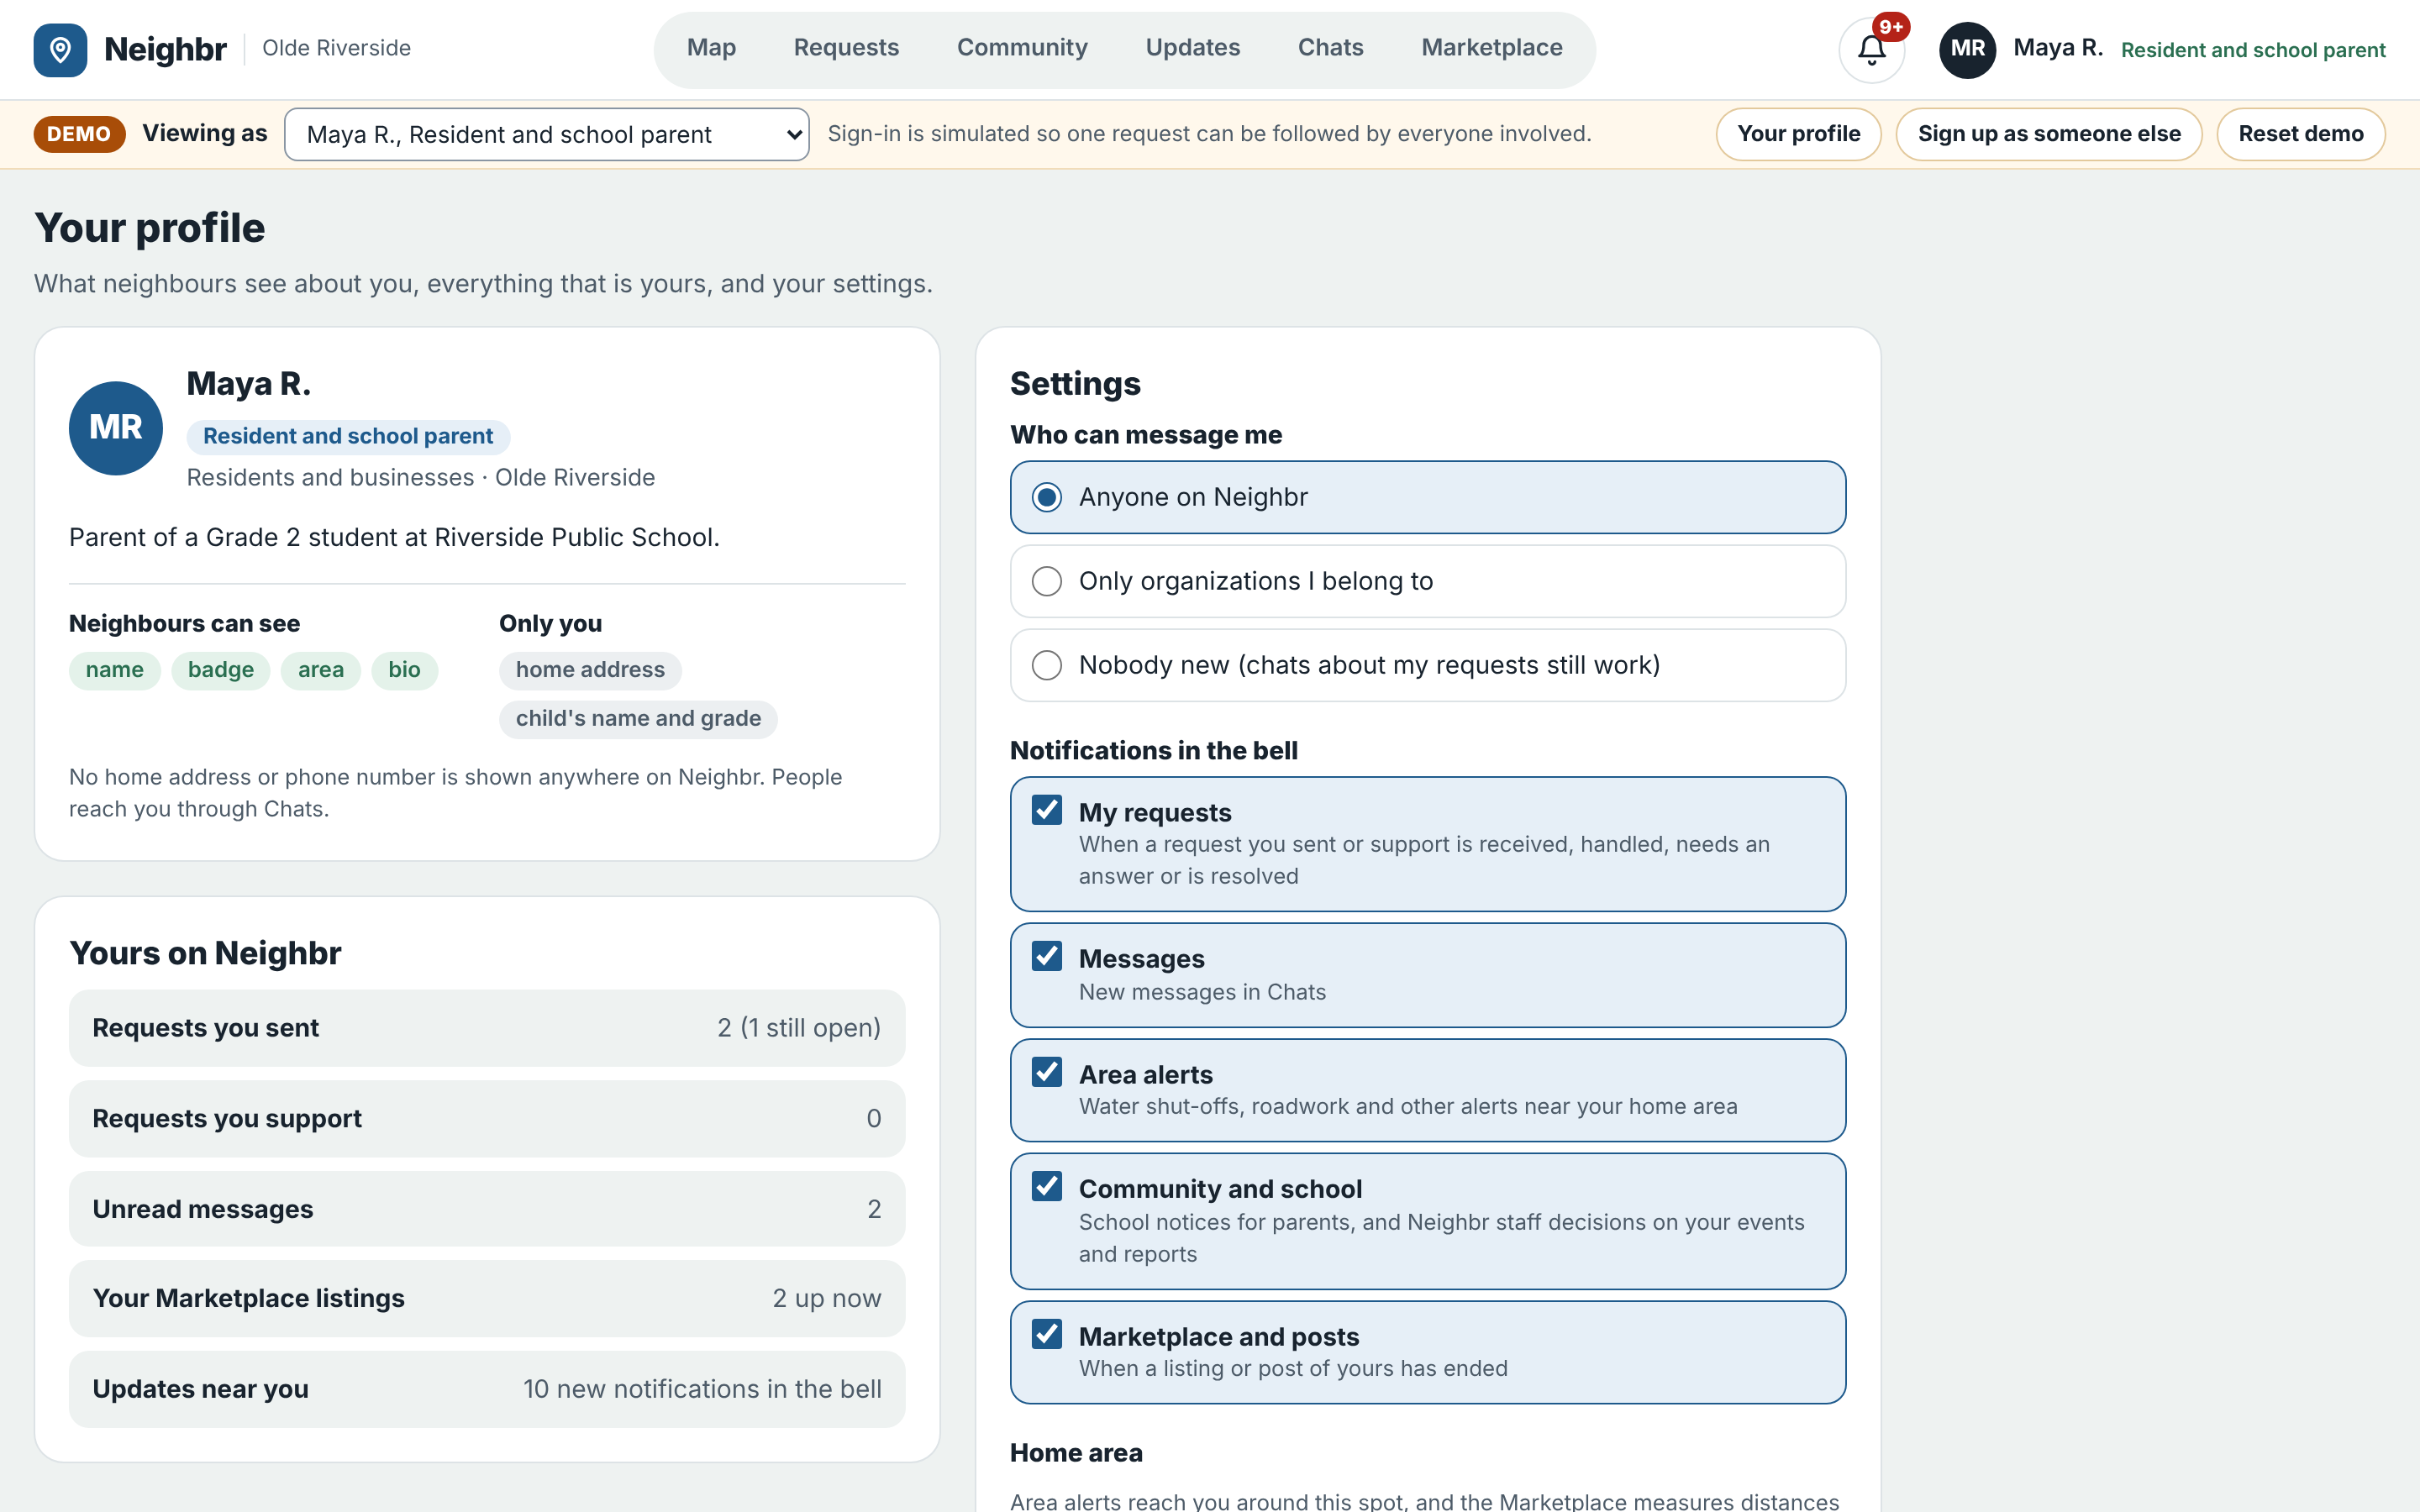 Neighbr
Olde Riverside
Map
Requests
Community
Updates
Chats
Marketplace
9+
MR
Maya R.
Resident and school parent
DEMO
Viewing as
Maya R., Resident and school parent
Sign-in is simulated so one request can be followed by everyone involved.
Your profile
Sign up as someone else
Reset demo
Your profile
What neighbours see about you, everything that is yours, and your settings.
MR
Maya R.
Resident and school parent
Residents and businesses · Olde Riverside
Parent of a Grade 2 student at Riverside Public School.
Neighbours can see
name
badge
area
bio
Only you
home address
child's name and grade
No home address or phone number is shown anywhere on Neighbr. People
reach you through Chats.
Yours on Neighbr
Requests you sent
2 (1 still open)
Requests you support
0
Unread messages
2
Your Marketplace listings
2 up now
Updates near you
10 new notifications in the bell
Settings
Who can message me
Anyone on Neighbr
Only organizations I belong to
Nobody new (chats about my requests still work)
Notifications in the bell
My requests
When a request you sent or support is received, handled, needs an
answer or is resolved
Messages
New messages in Chats
Area alerts
Water shut-offs, roadwork and other alerts near your home area
Community and school
School notices for parents, and Neighbr staff decisions on your events
and reports
Marketplace and posts
When a listing or post of yours has ended
Home area
Area alerts reach you around this spot, and the Marketplace measures distances